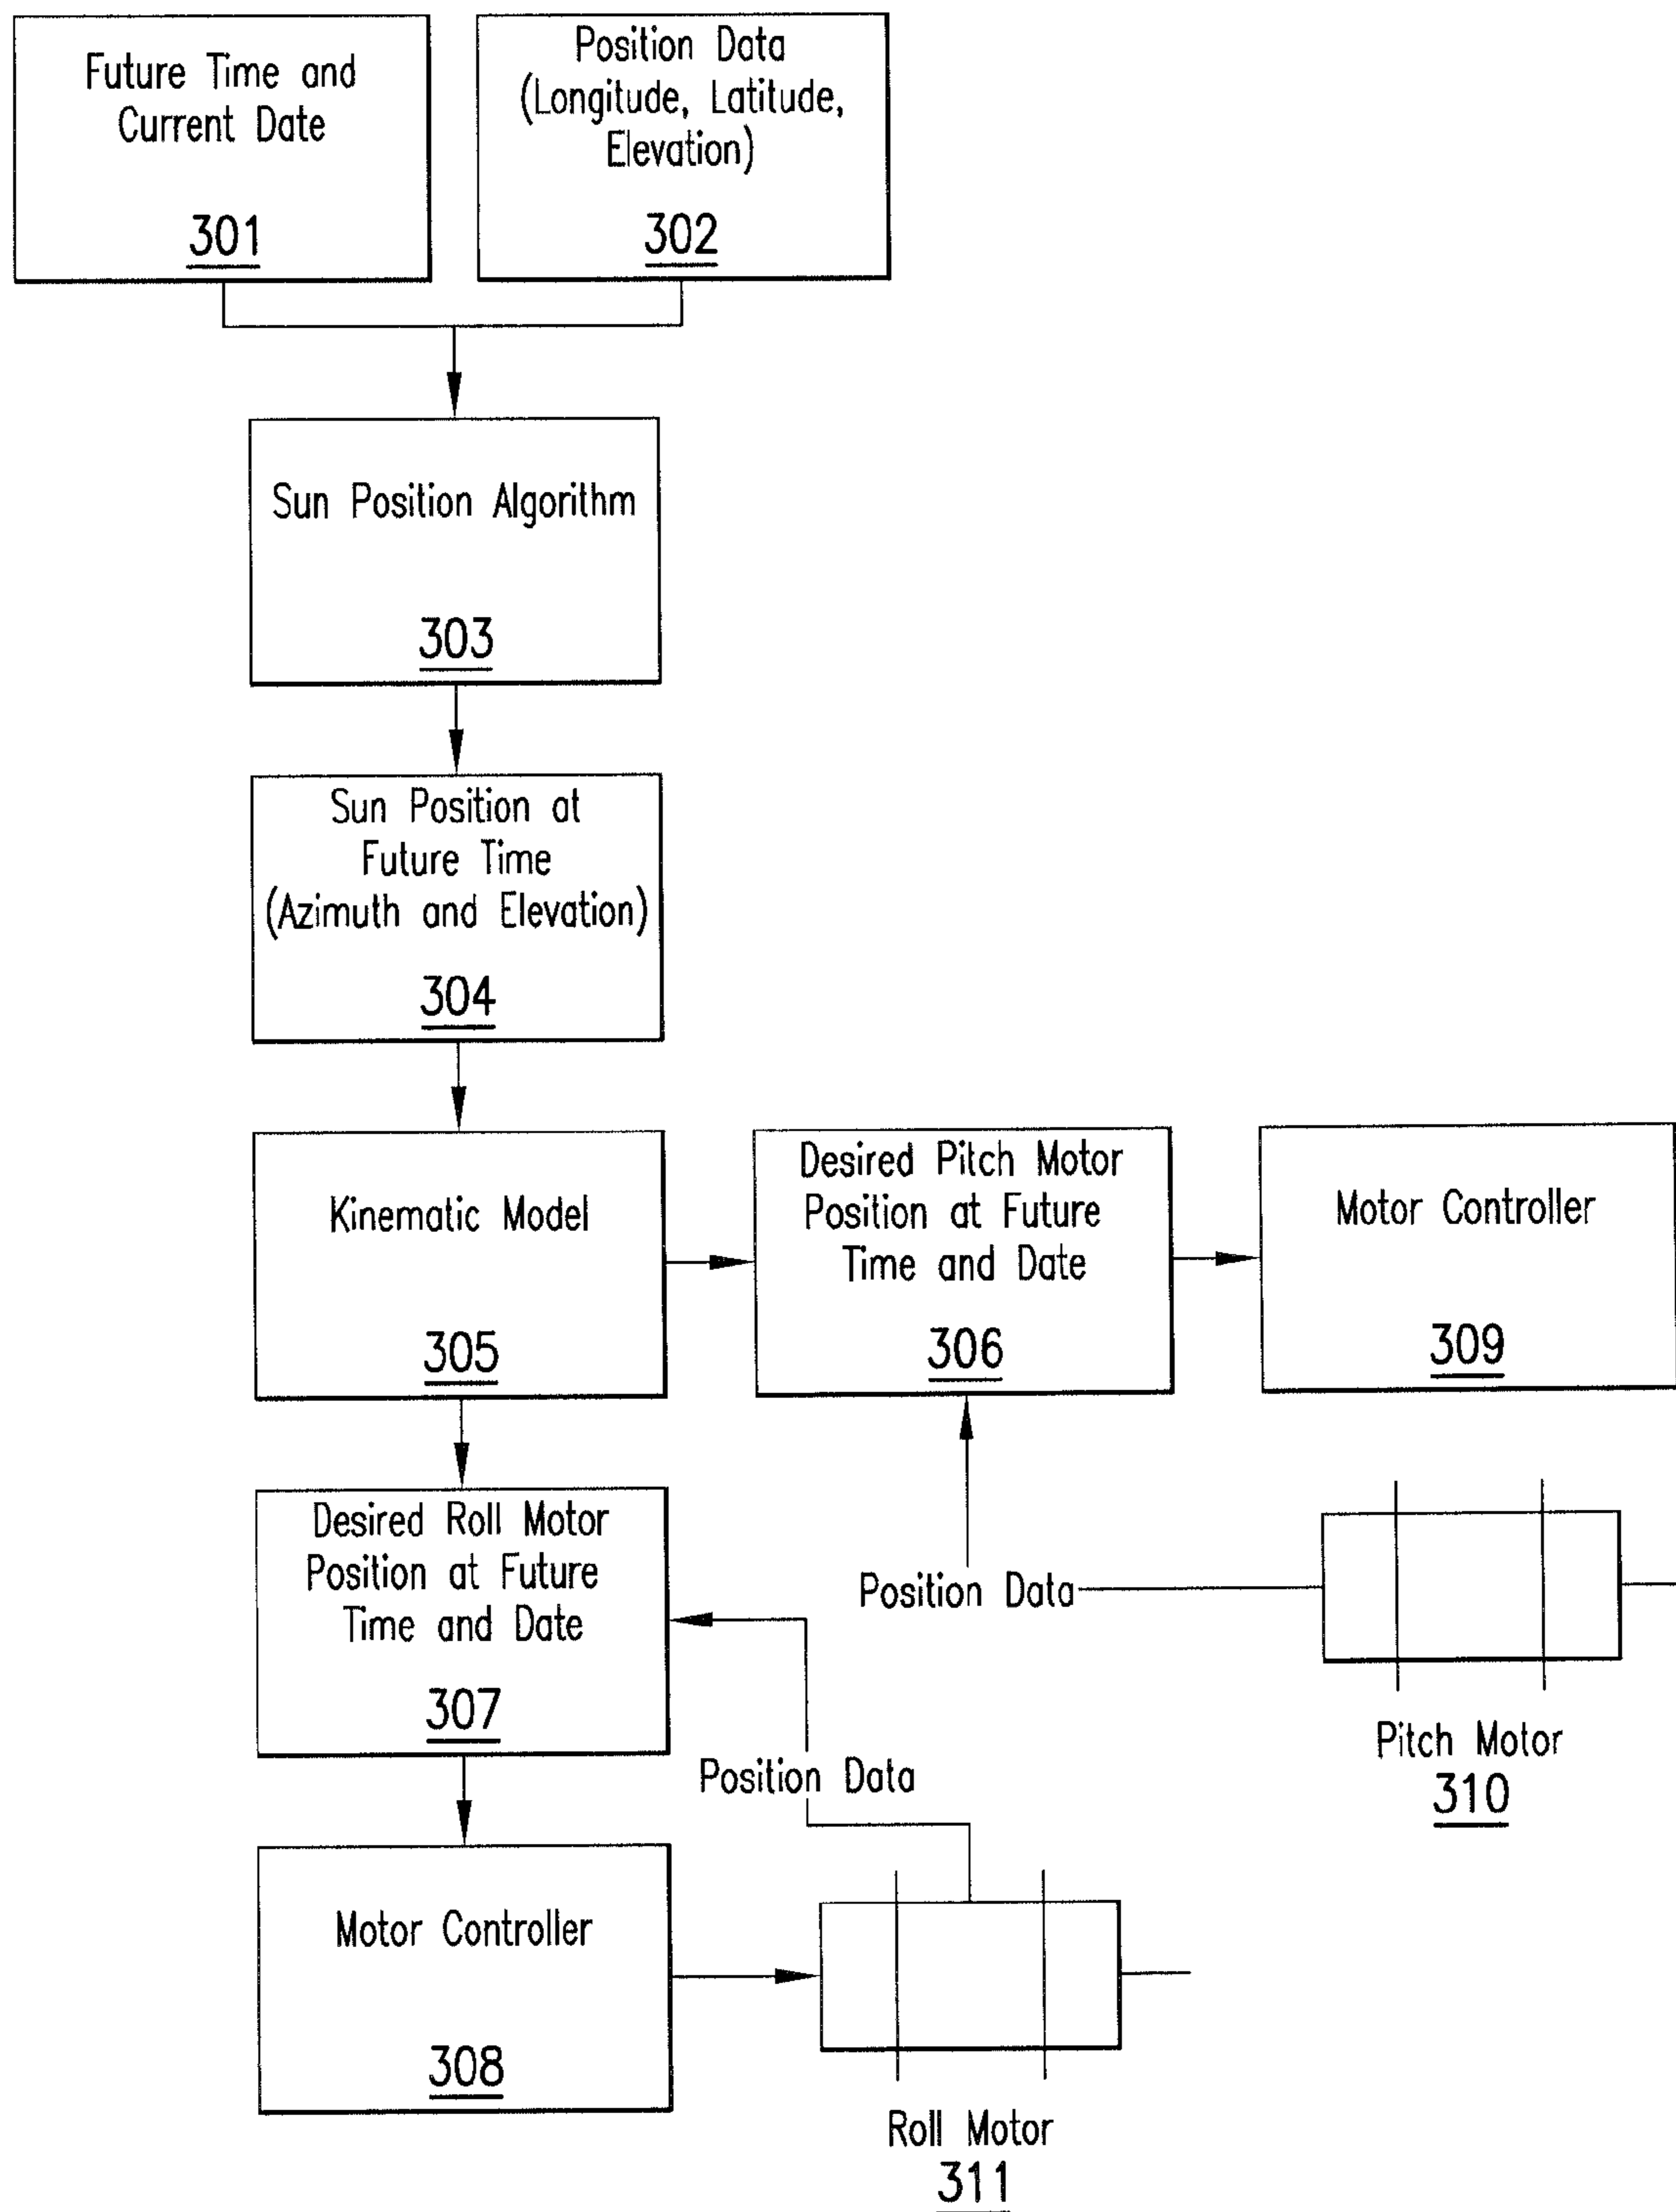 Future Time and
Current Date
301
Position Data
(Longitude, Latitude,
Elevation)
302
Sun Position Algorithm
303
Sun Position at
Future Time
(Azimuth and Elevation)
304
Kinematic Model
305
Desired Pitch Motor
Position at Future
Time and Date
306
Motor Controller
309
Desired Roll Motor
Position at Future
Time and Date
307
Position Data
Pitch Motor
310
Position Data
Motor Controller
308
Roll Motor
311